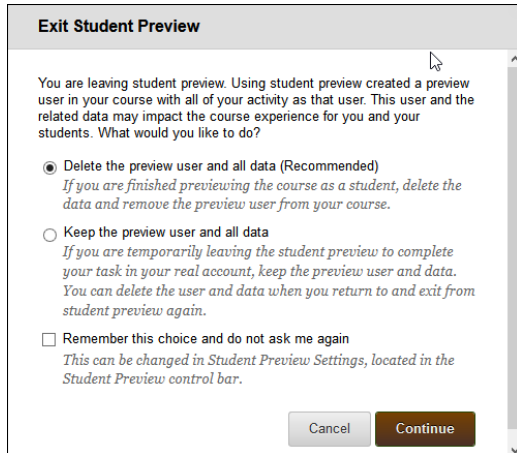 Exit Student Preview
You are leaving student preview. Using student preview created a preview
user in your course with all of your activity as that user. This user and the
related data may impact the course experience for you and your
students. What would you like to do?
Delete the preview user and all data (Recommended)
If you are finished previewing the course as a student, delete the
data and remove the preview user from your course.
Keep the preview user and all data
If you are temporarily leaving the student preview to complete
your task in your real account, keep the preview user and data.
You can delete the user and data when you return to and exit from
student preview again.
Remember this choice and do not ask me again
This can be changed in Student Preview Settings, located in the
Student Preview control bar.
Cancel
Continue